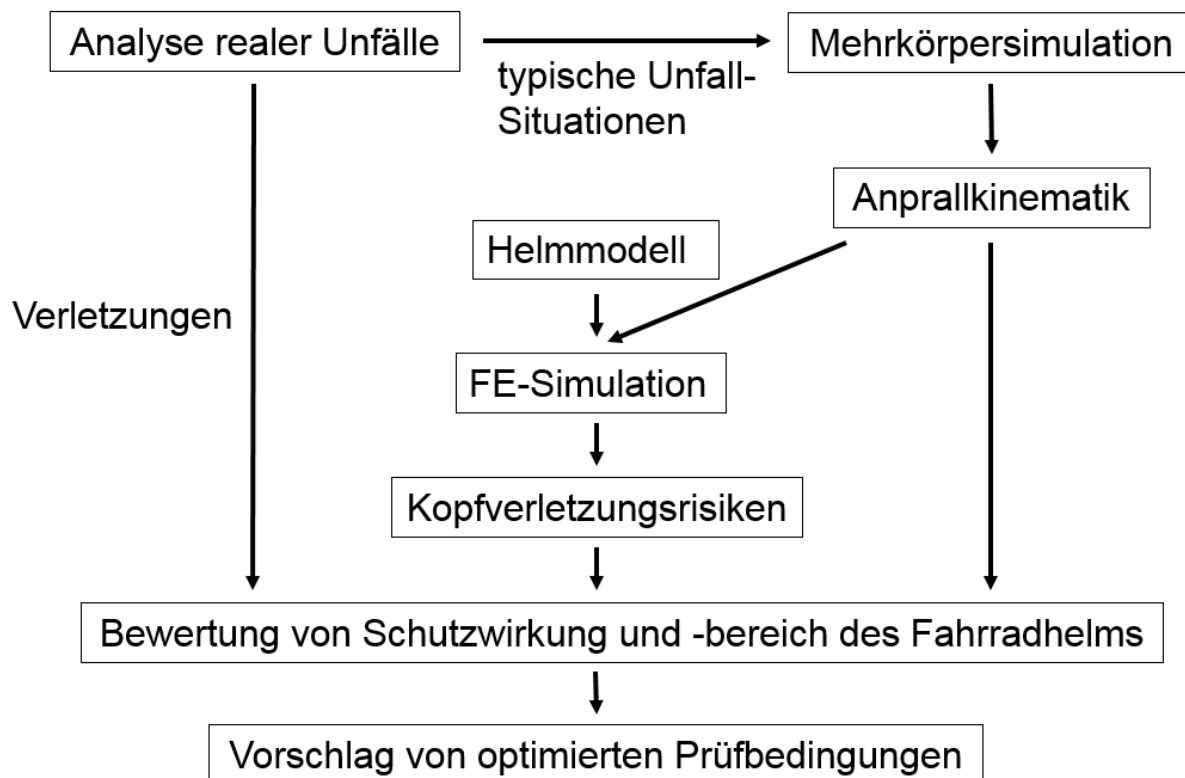 Analyse realer Unfälle
Mehrkörpersimulation
typische Unfall-
Situationen
Anprallkinematik
Helmmodell
Verletzungen
FE-Simulation
Kopfverletzungsrisiken
Bewertung von Schutzwirkung und -bereich des Fahrradhelms
Vorschlag von optimierten Prüfbedingungen